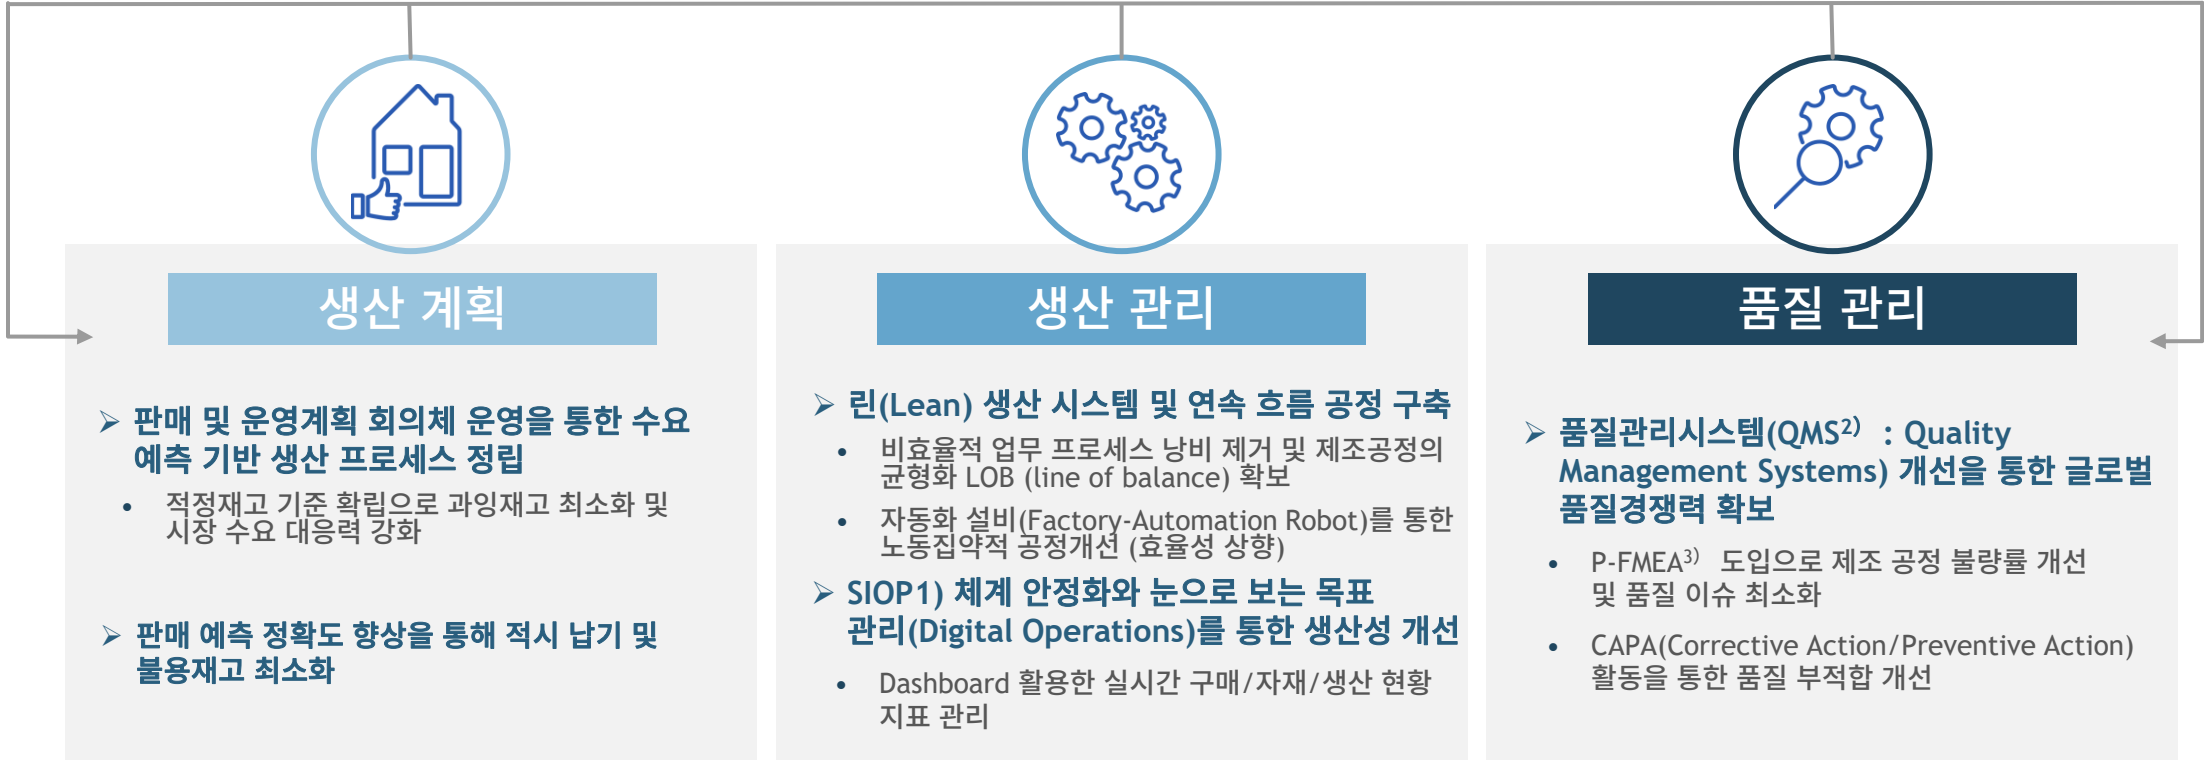 생산 계획
➢ 판매 및 운영계획 회의체 운영을 통한 수요
예측 기반 생산 프로세스 정립
• 적정재고 기준 확립으로 과잉재고 최소화 및
시장 수요 대응력 강화
➢ 판매 예측 정확도 향상을 통해 적시 납기 및
불용재고 최소화
생산 관리
➢ 린(Lean) 생산 시스템 및 연속 흐름 공정 구축
• 비효율적 업무 프로세스 낭비 제거 및 제조공정의
균형화 LOB (line of balance) 확보
• 자동화 설비(Factory-Automation Robot)를 통한
노동집약적 공정개선 (효율성 상향)
➢ SIOP1) 체계 안정화와 눈으로 보는 목표
관리(Digital Operations)를 통한 생산성 개선
• Dashboard 활용한 실시간 구매/자재/생산 현황
지표 관리
품질 관리
➢ 품질관리시스템(QMS2) : Quality
Management Systems) 개선을 통한 글로벌
품질경쟁력 확보
• P-FMEA3) 도입으로 제조 공정 불량률 개선
및 품질 이슈 최소화
• CAPA(Corrective Action/Preventive Action)
활동을 통한 품질 부적합 개선